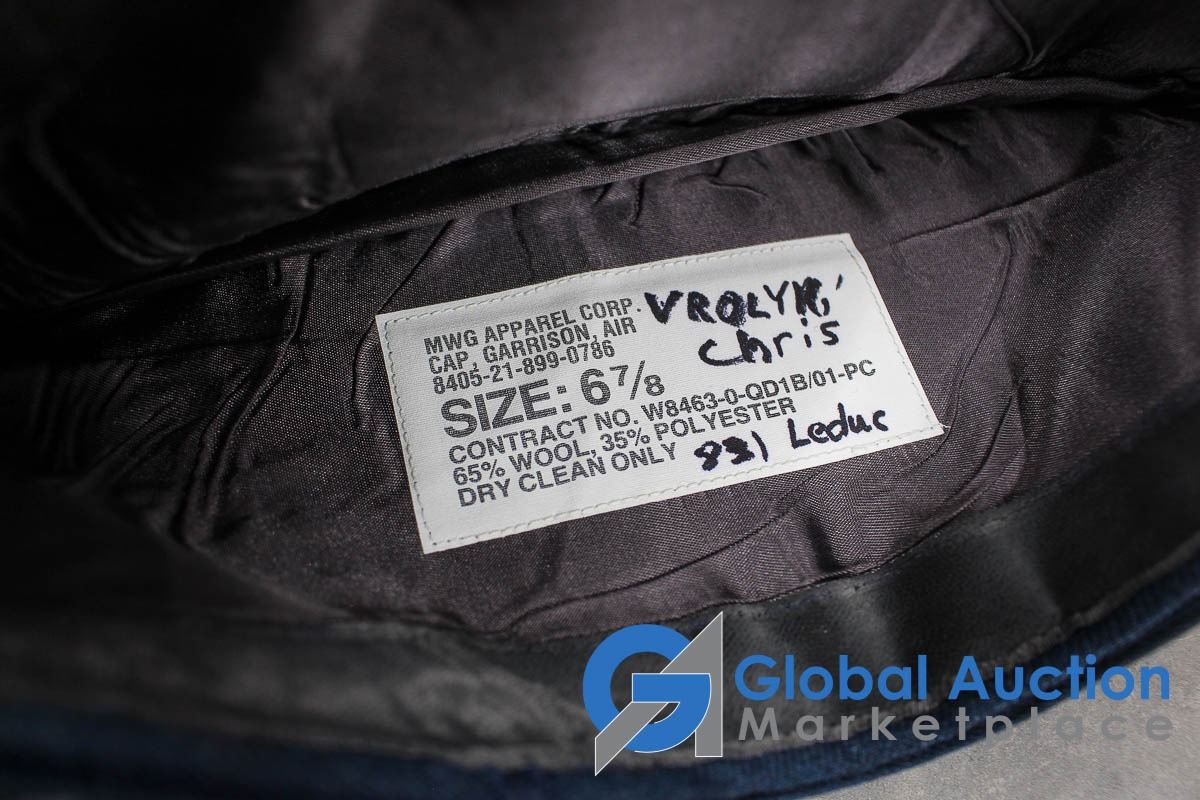 MWG APPAREL CORP.
CAP, GARRISON, AIR
8405-21-899-0786
SIZE: 6 7/8
CONTRACT NO. W8463-0-QD1B/01-PC
65% WOOL, 35% POLYESTER
DRY CLEAN ONLY
VROLYK,
Chris
831 Leduc
Global Auction
Marketplace